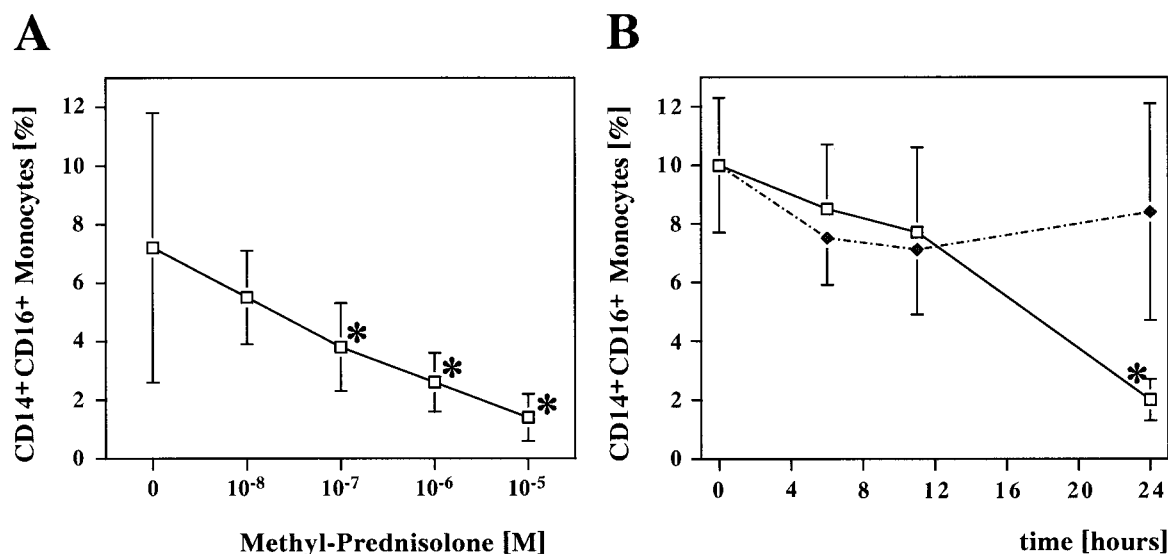 A
CD14+CD16+ Monocytes [%]
12
10
8
6
4
2
0
*
*
*
0 10⁻⁸ 10⁻⁷ 10⁻⁶ 10⁻⁵
Methyl-Prednisolone [M]
B
CD14+CD16+ Monocytes [%]
12
10
8
6
4
2
0
*
0 4 8 12 16 20 24
time [hours]